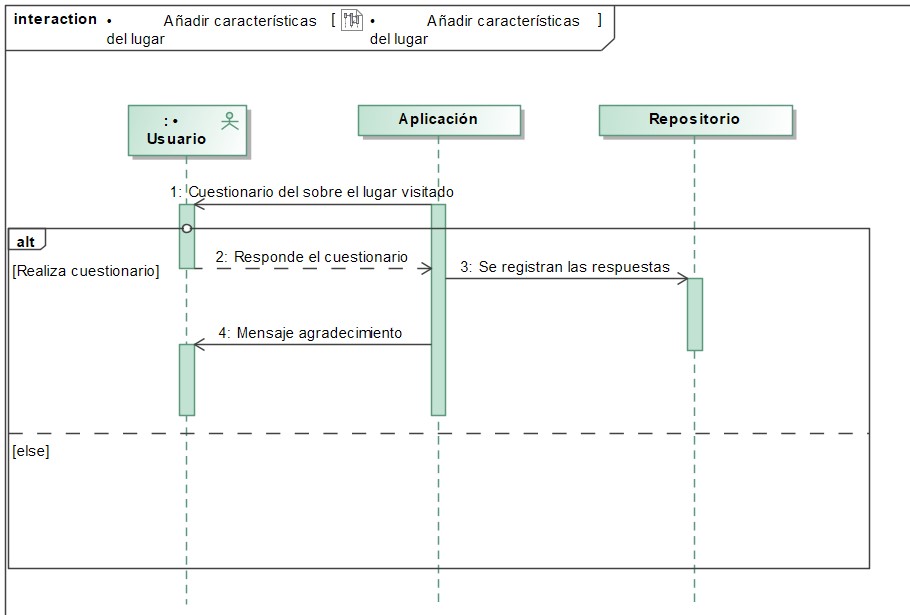 interaction • Añadir características [ • Añadir características ]
del lugar del lugar
: •
Usuario
Aplicación
Repositorio
1: Cuestionario del sobre el lugar visitado
alt
[Realiza cuestionario]
2: Responde el cuestionario
3: Se registran las respuestas
4: Mensaje agradecimiento
[else]